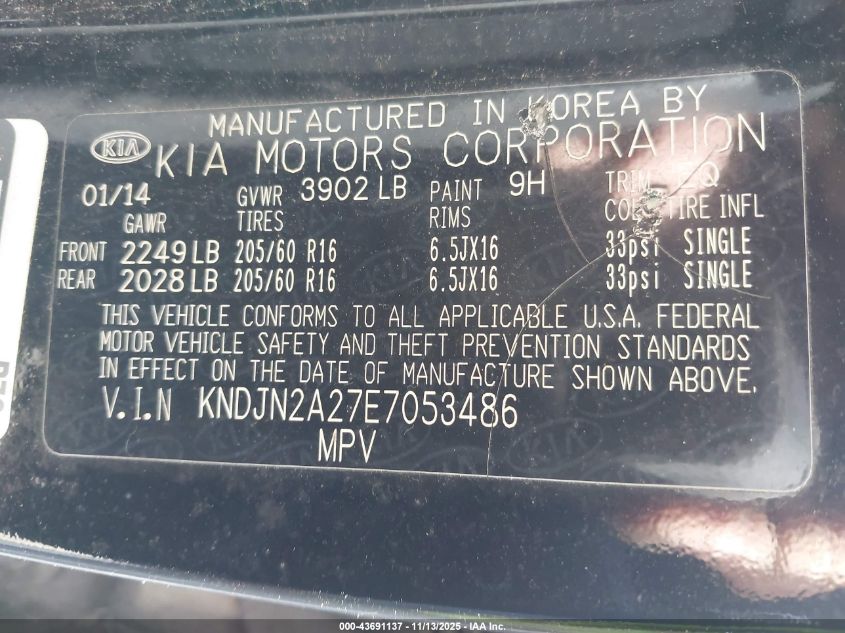 MANUFACTURED IN KOREA BY
KIA KIA MOTORS CORPORATION
01/14 GVWR 3902 LB PAINT 9H TRIM
GAWR TIRES RIMS COLD TIRE INFL
FRONT 2249 LB 205/60 R16 6.5JX16 33psi SINGLE
REAR 2028 LB 205/60 R16 6.5JX16 33psi SINGLE
THIS VEHICLE CONFORMS TO ALL APPLICABLE U.S.A. FEDERAL
MOTOR VEHICLE SAFETY AND THEFT PREVENTION STANDARDS
IN EFFECT ON THE DATE OF MANUFACTURE SHOWN ABOVE.
V.I.N KNDJN2A27E7053486
MPV
000-43691137 - 11/13/2025 - IAA Inc.